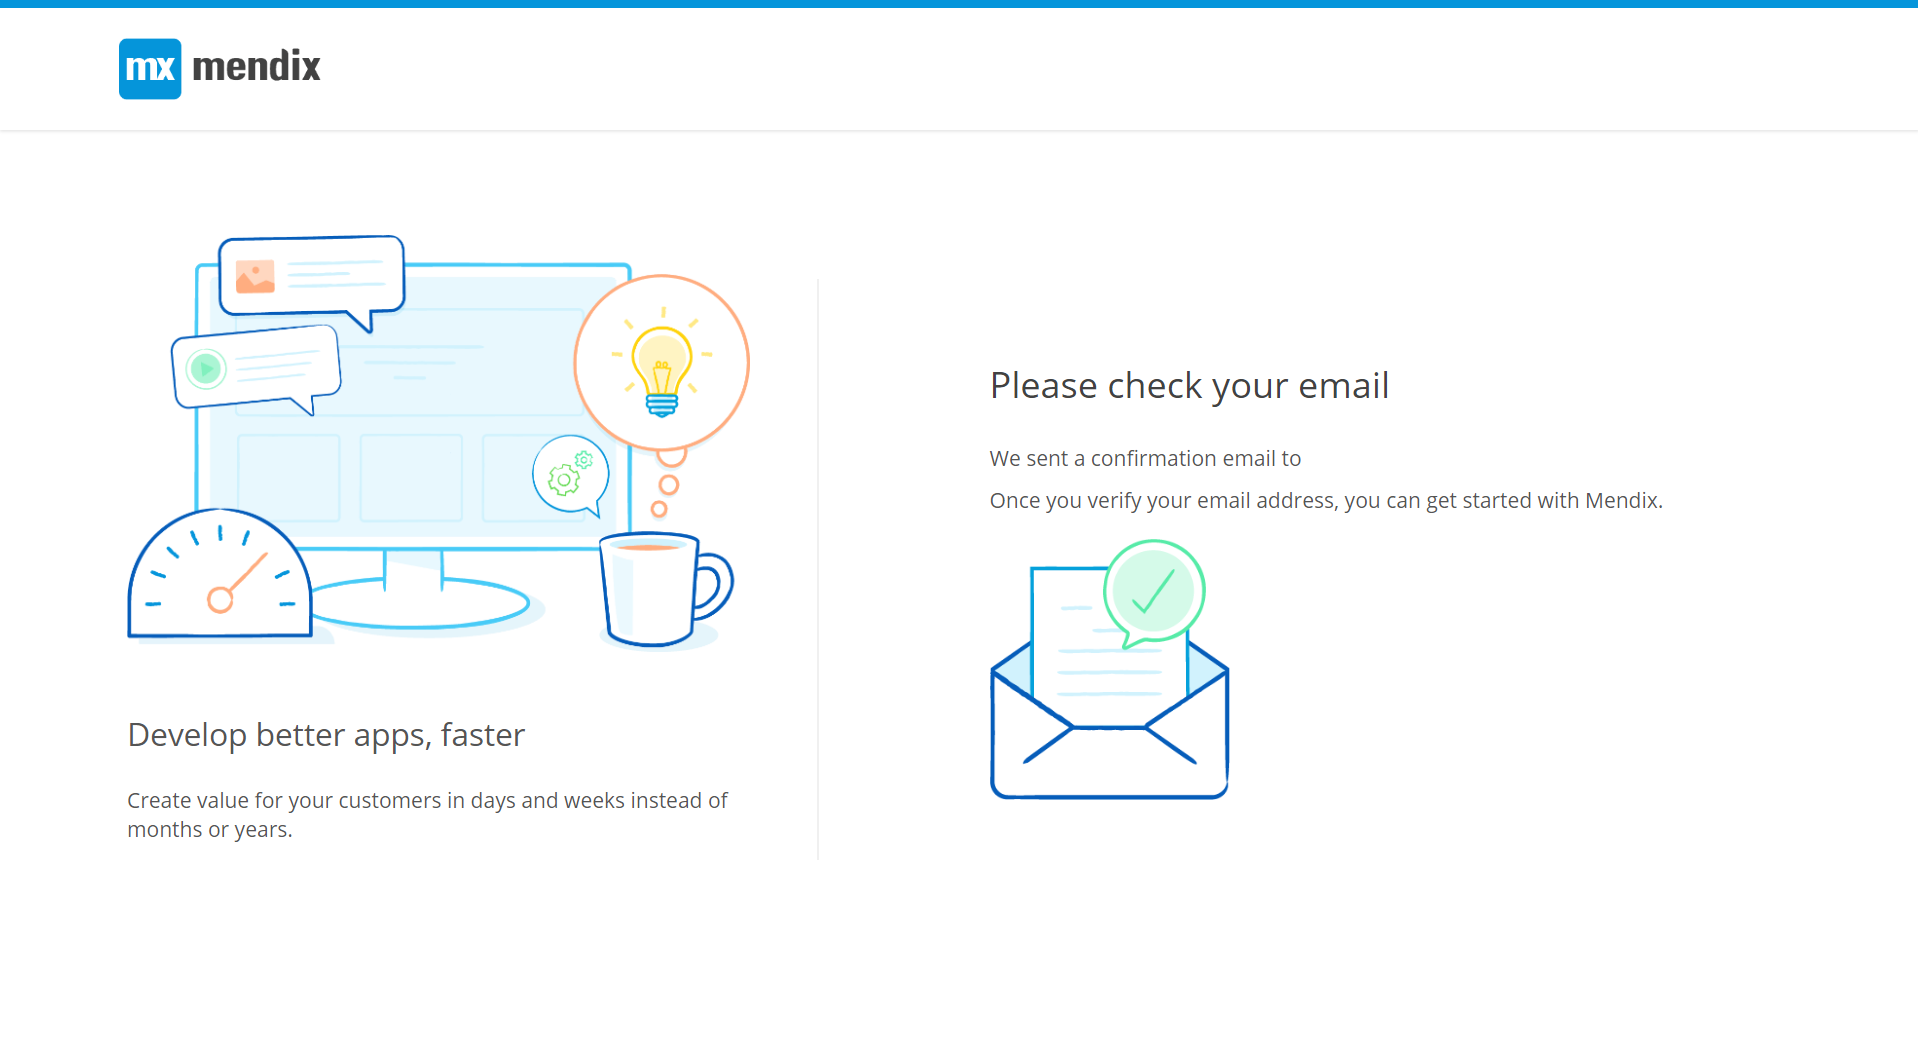 mx mendix
Develop better apps, faster
Create value for your customers in days and weeks instead of
months or years.
Please check your email
We sent a confirmation email to
Once you verify your email address, you can get started with Mendix.